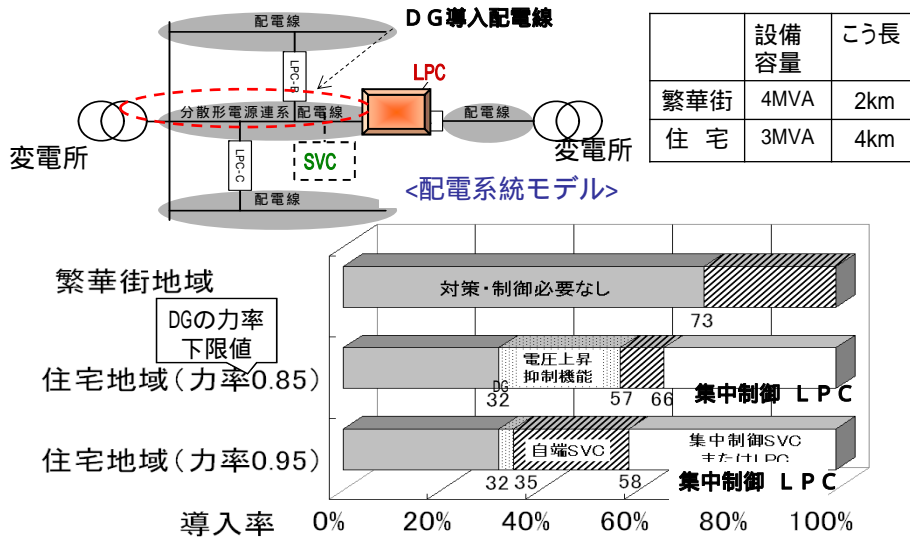 配電線
DG導入配電線
LPC-B
LPC
分散形電源連系 配電線
配電線
変電所
変電所
LPC-C
SVC
配電線
<配電系統モデル>
設備容量 こう長
繁華街 4MVA 2km
住 宅 3MVA 4km
繁華街地域
対策・制御必要なし
73
DGの力率
下限値
住宅地域(力率0.85)
電圧上昇
抑制機能
DG
32 57 66
集中制御 LPC
住宅地域(力率0.95)
自端SVC
集中制御SVC
またはLPC
32 35 58
集中制御 LPC
導入率 0% 20% 40% 60% 80% 100%